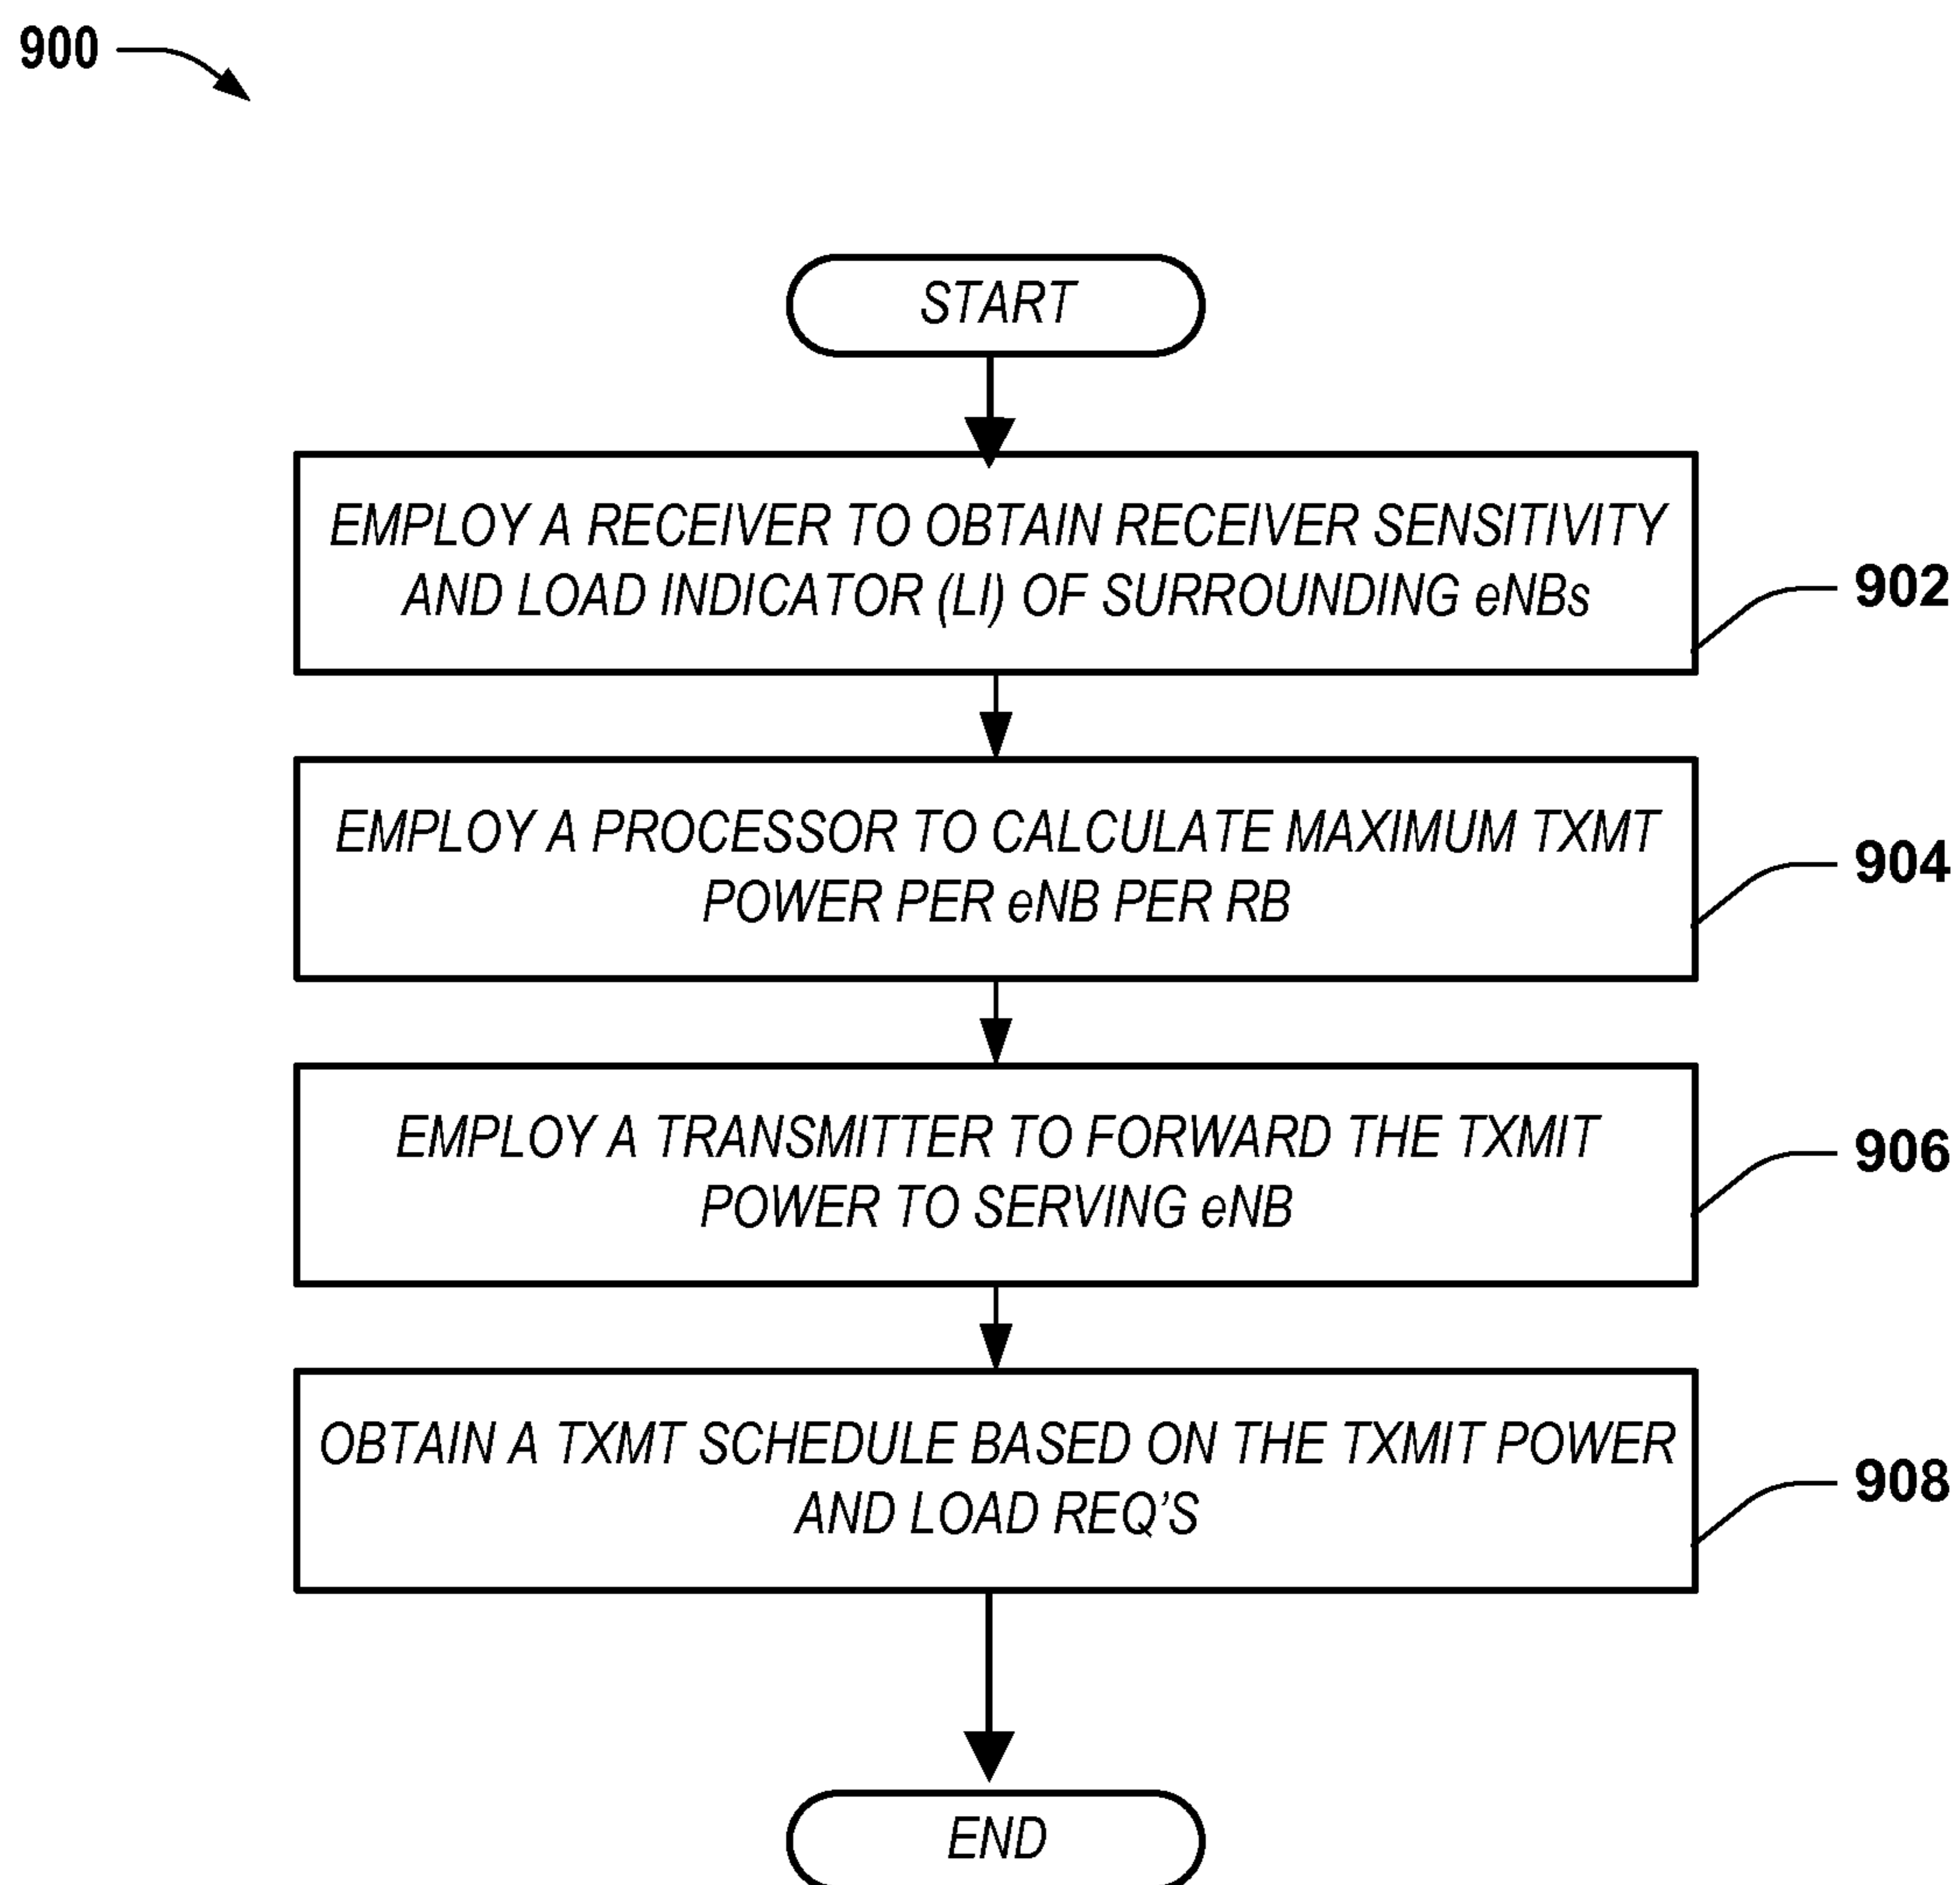 900
START
EMPLOY A RECEIVER TO OBTAIN RECEIVER SENSITIVITY
AND LOAD INDICATOR (LI) OF SURROUNDING eNBs
902
EMPLOY A PROCESSOR TO CALCULATE MAXIMUM TXMT
POWER PER eNB PER RB
904
EMPLOY A TRANSMITTER TO FORWARD THE TXMIT
POWER TO SERVING eNB
906
OBTAIN A TXMT SCHEDULE BASED ON THE TXMIT POWER
AND LOAD REQ’S
908
END